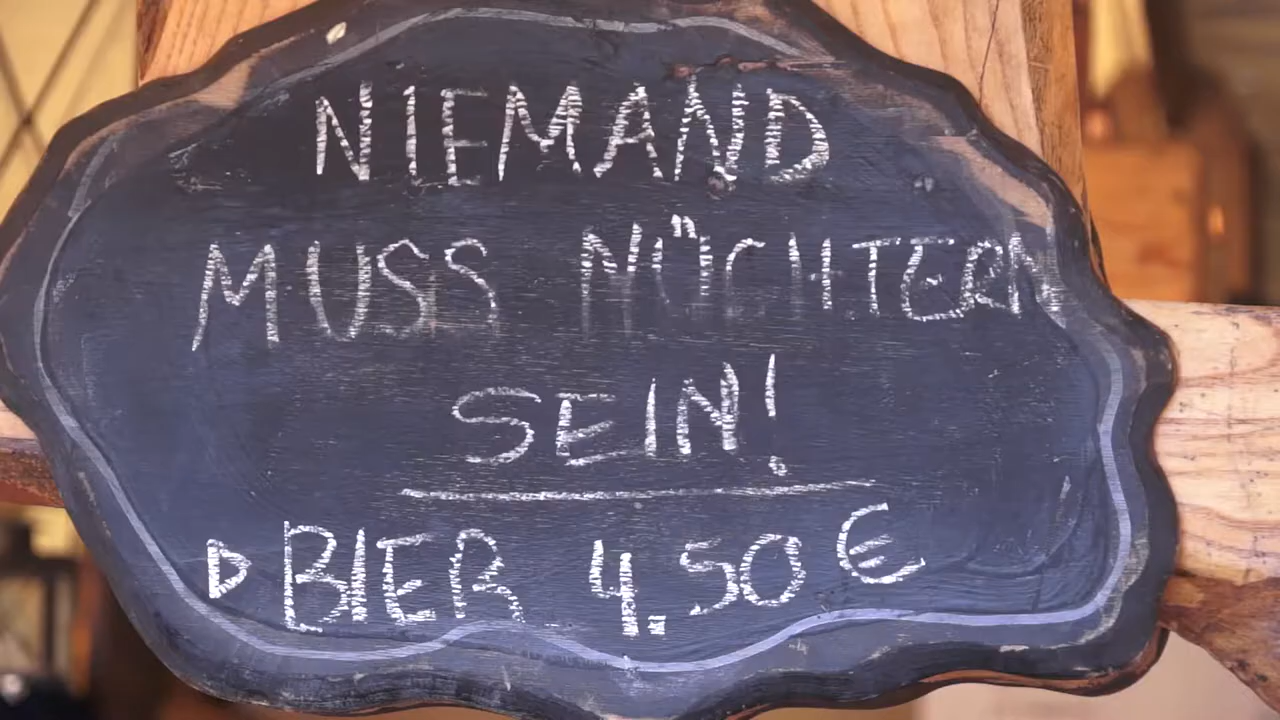 NIEMAND
MUSS NÜCHTERN
SEIN!
▷ BIER 4.50 €